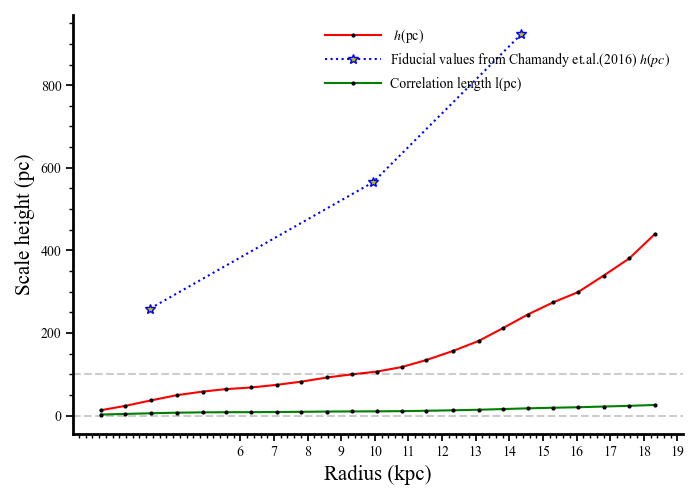 h(pc)
Fiducial values from Chamandy et.al.(2016) h(pc)
Correlation length l(pc)
Scale height (pc)
800
600
400
200
0
6 7 8 9 10 11 12 13 14 15 16 17 18 19
Radius (kpc)